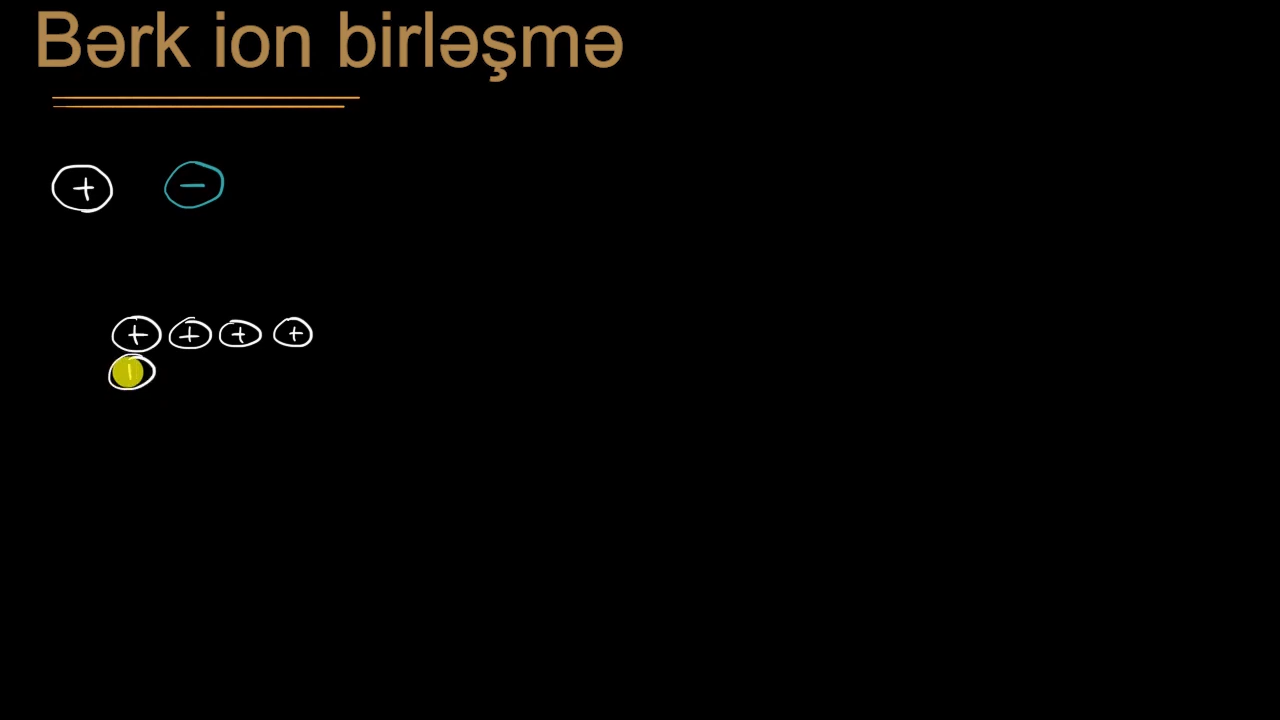 Bərk ion birləşmə
+ −
+ + + +